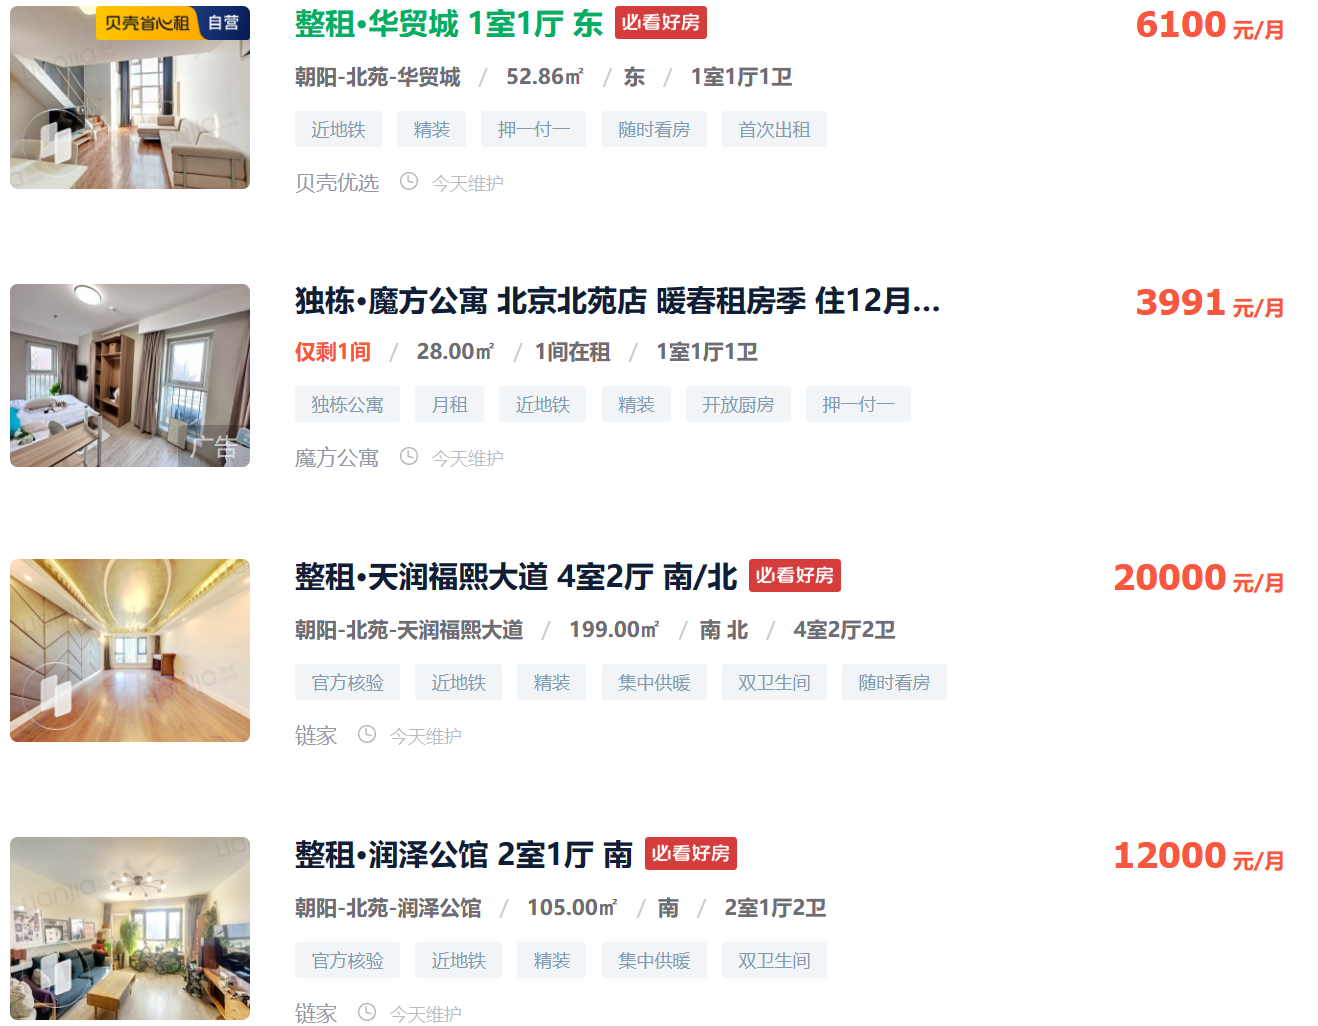 贝壳省心租 自营
整租·华贸城 1室1厅 东 必看好房
6100 元/月
朝阳-北苑-华贸城 / 52.86㎡ / 东 / 1室1厅1卫
近地铁 精装 押一付一 随时看房 首次出租
贝壳优选 今天维护
独栋·魔方公寓 北京北苑店 暖春租房季 住12月...
3991 元/月
仅剩1间 / 28.00㎡ / 1间在租 / 1室1厅1卫
独栋公寓 月租 近地铁 精装 开放厨房 押一付一
广告
魔方公寓 今天维护
整租·天润福熙大道 4室2厅 南/北 必看好房
20000 元/月
朝阳-北苑-天润福熙大道 / 199.00㎡ / 南 北 / 4室2厅2卫
官方核验 近地铁 精装 集中供暖 双卫生间 随时看房
链家 今天维护
整租·润泽公馆 2室1厅 南 必看好房
12000 元/月
朝阳-北苑-润泽公馆 / 105.00㎡ / 南 / 2室1厅2卫
官方核验 近地铁 精装 集中供暖 双卫生间
链家 今天维护